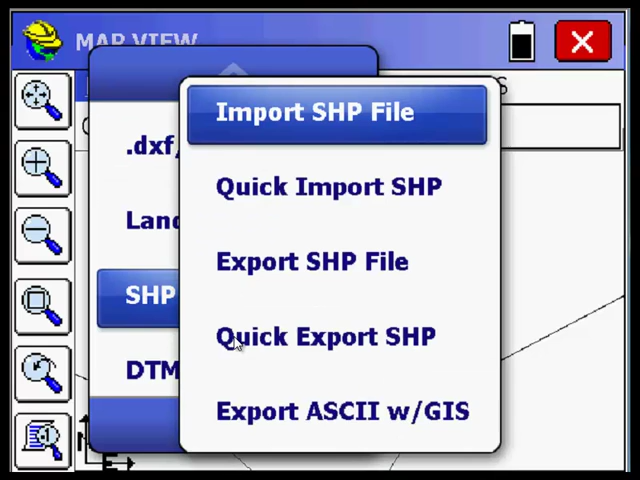 MAP VIEW
Import SHP File
.dxf/
Quick Import SHP
Land
Export SHP File
SHP
Quick Export SHP
DTM
Export ASCII w/GIS
E